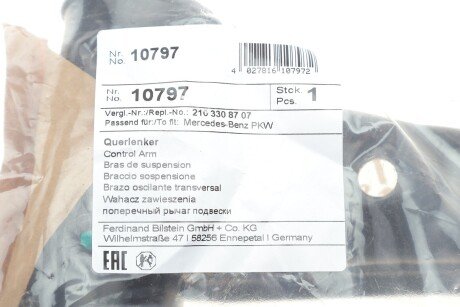 Nr. No. 10797
4 027816 107972
Nr. No. 10797 Stck. Pcs. 1
Vergl.-Nr.:/Repl.-No.: 210 330 87 07
Passend für:/To fit: Mercedes-Benz PKW
Querlenker
Control Arm
Bras de suspension
Braccio sospensione
Brazo oscilante transversal
Wahacz zawieszenia
поперечный рычаг подвески
Ferdinand Bilstein GmbH + Co. KG
Wilhelmstraße 47 | 58256 Ennepetal | Germany
EAC